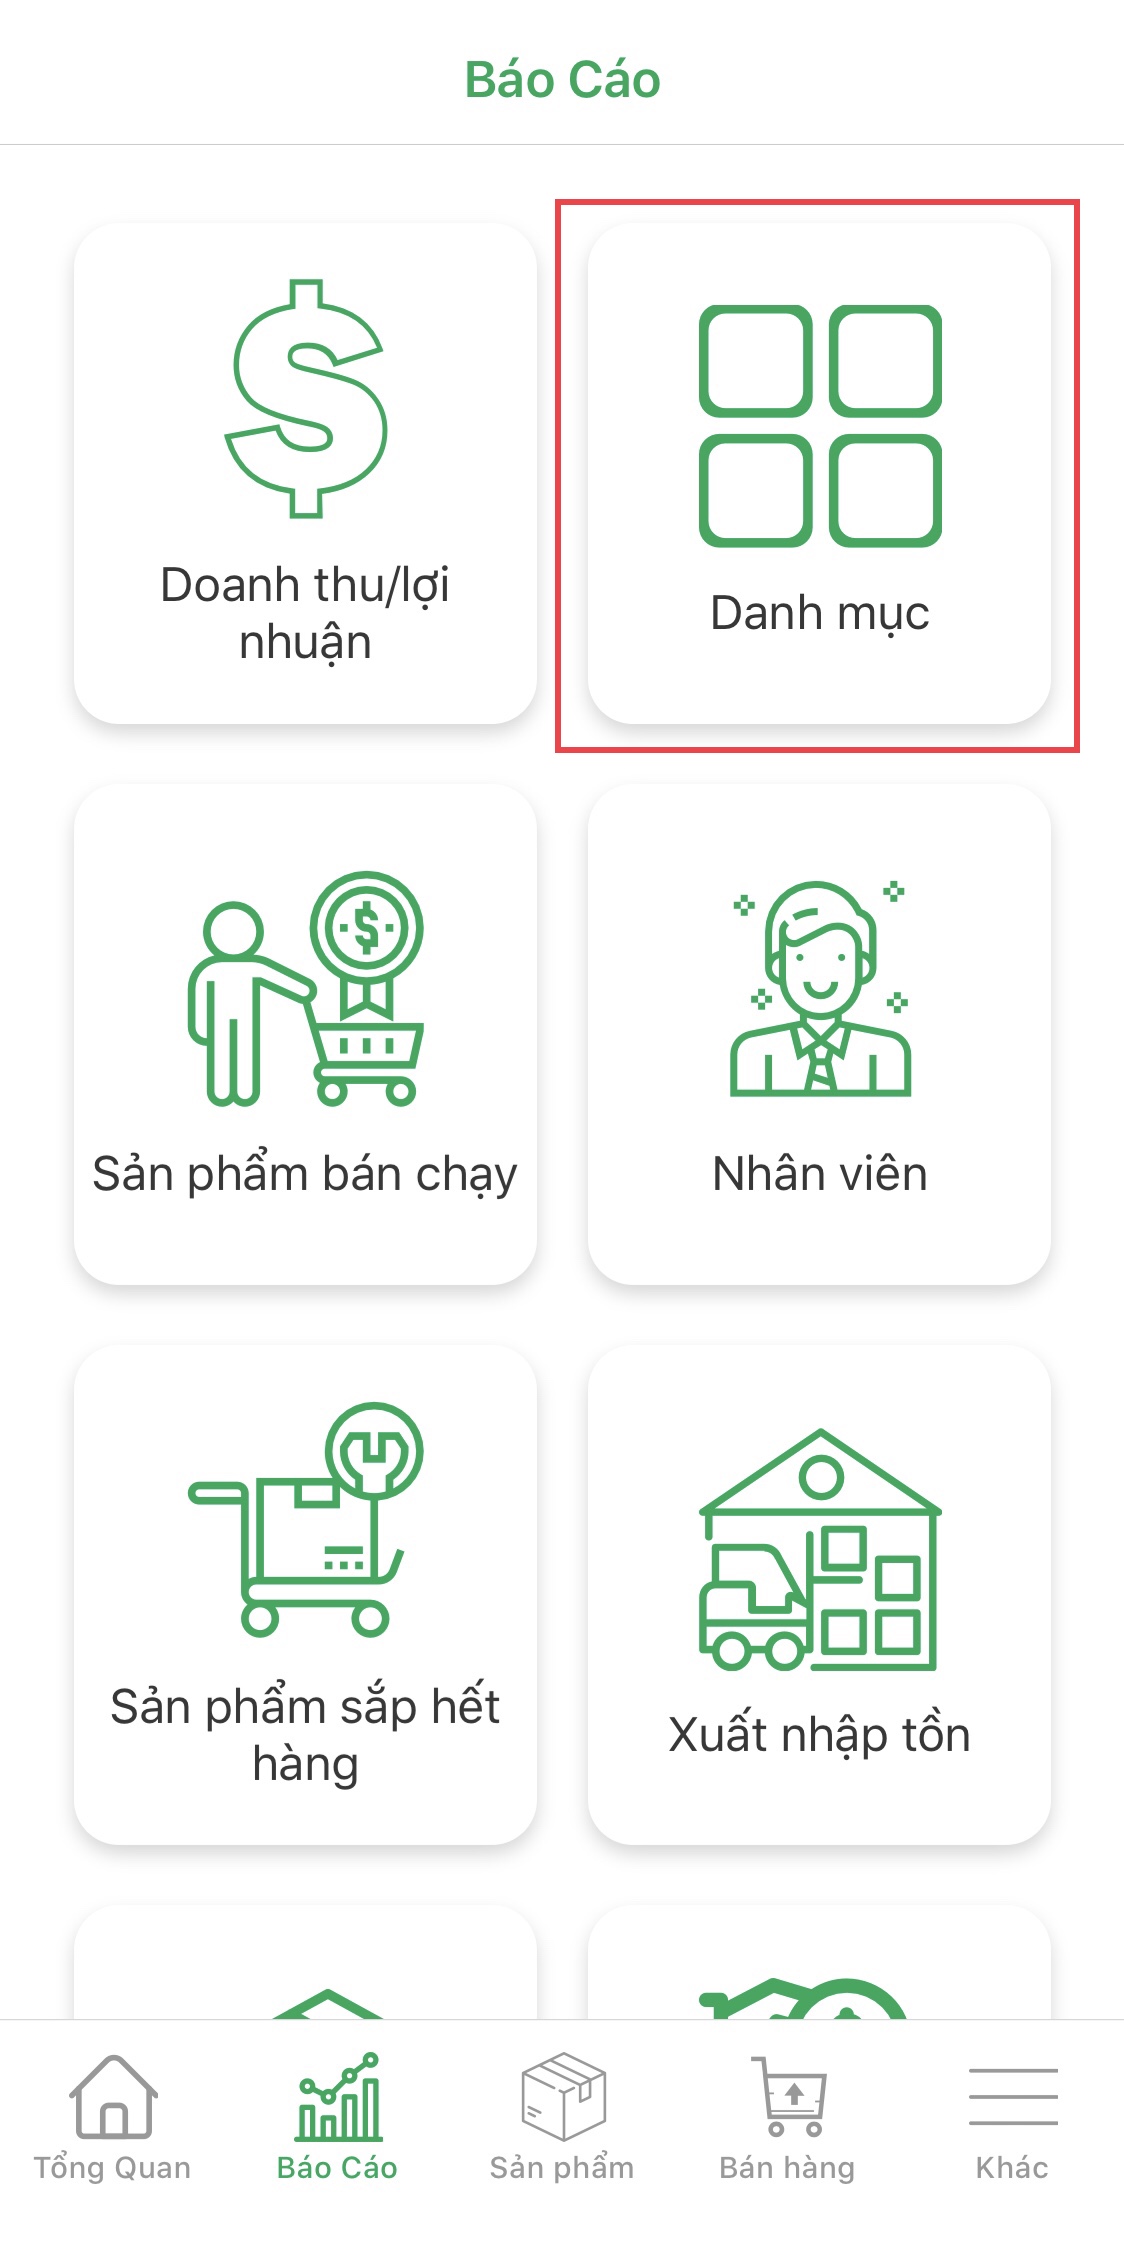 Báo Cáo
Doanh thu/lợi
nhuận
Danh mục
Sản phẩm bán chạy
Nhân viên
Sản phẩm sắp hết
hàng
Xuất nhập tồn
Tổng Quan
Báo Cáo
Sản phẩm
Bán hàng
Khác